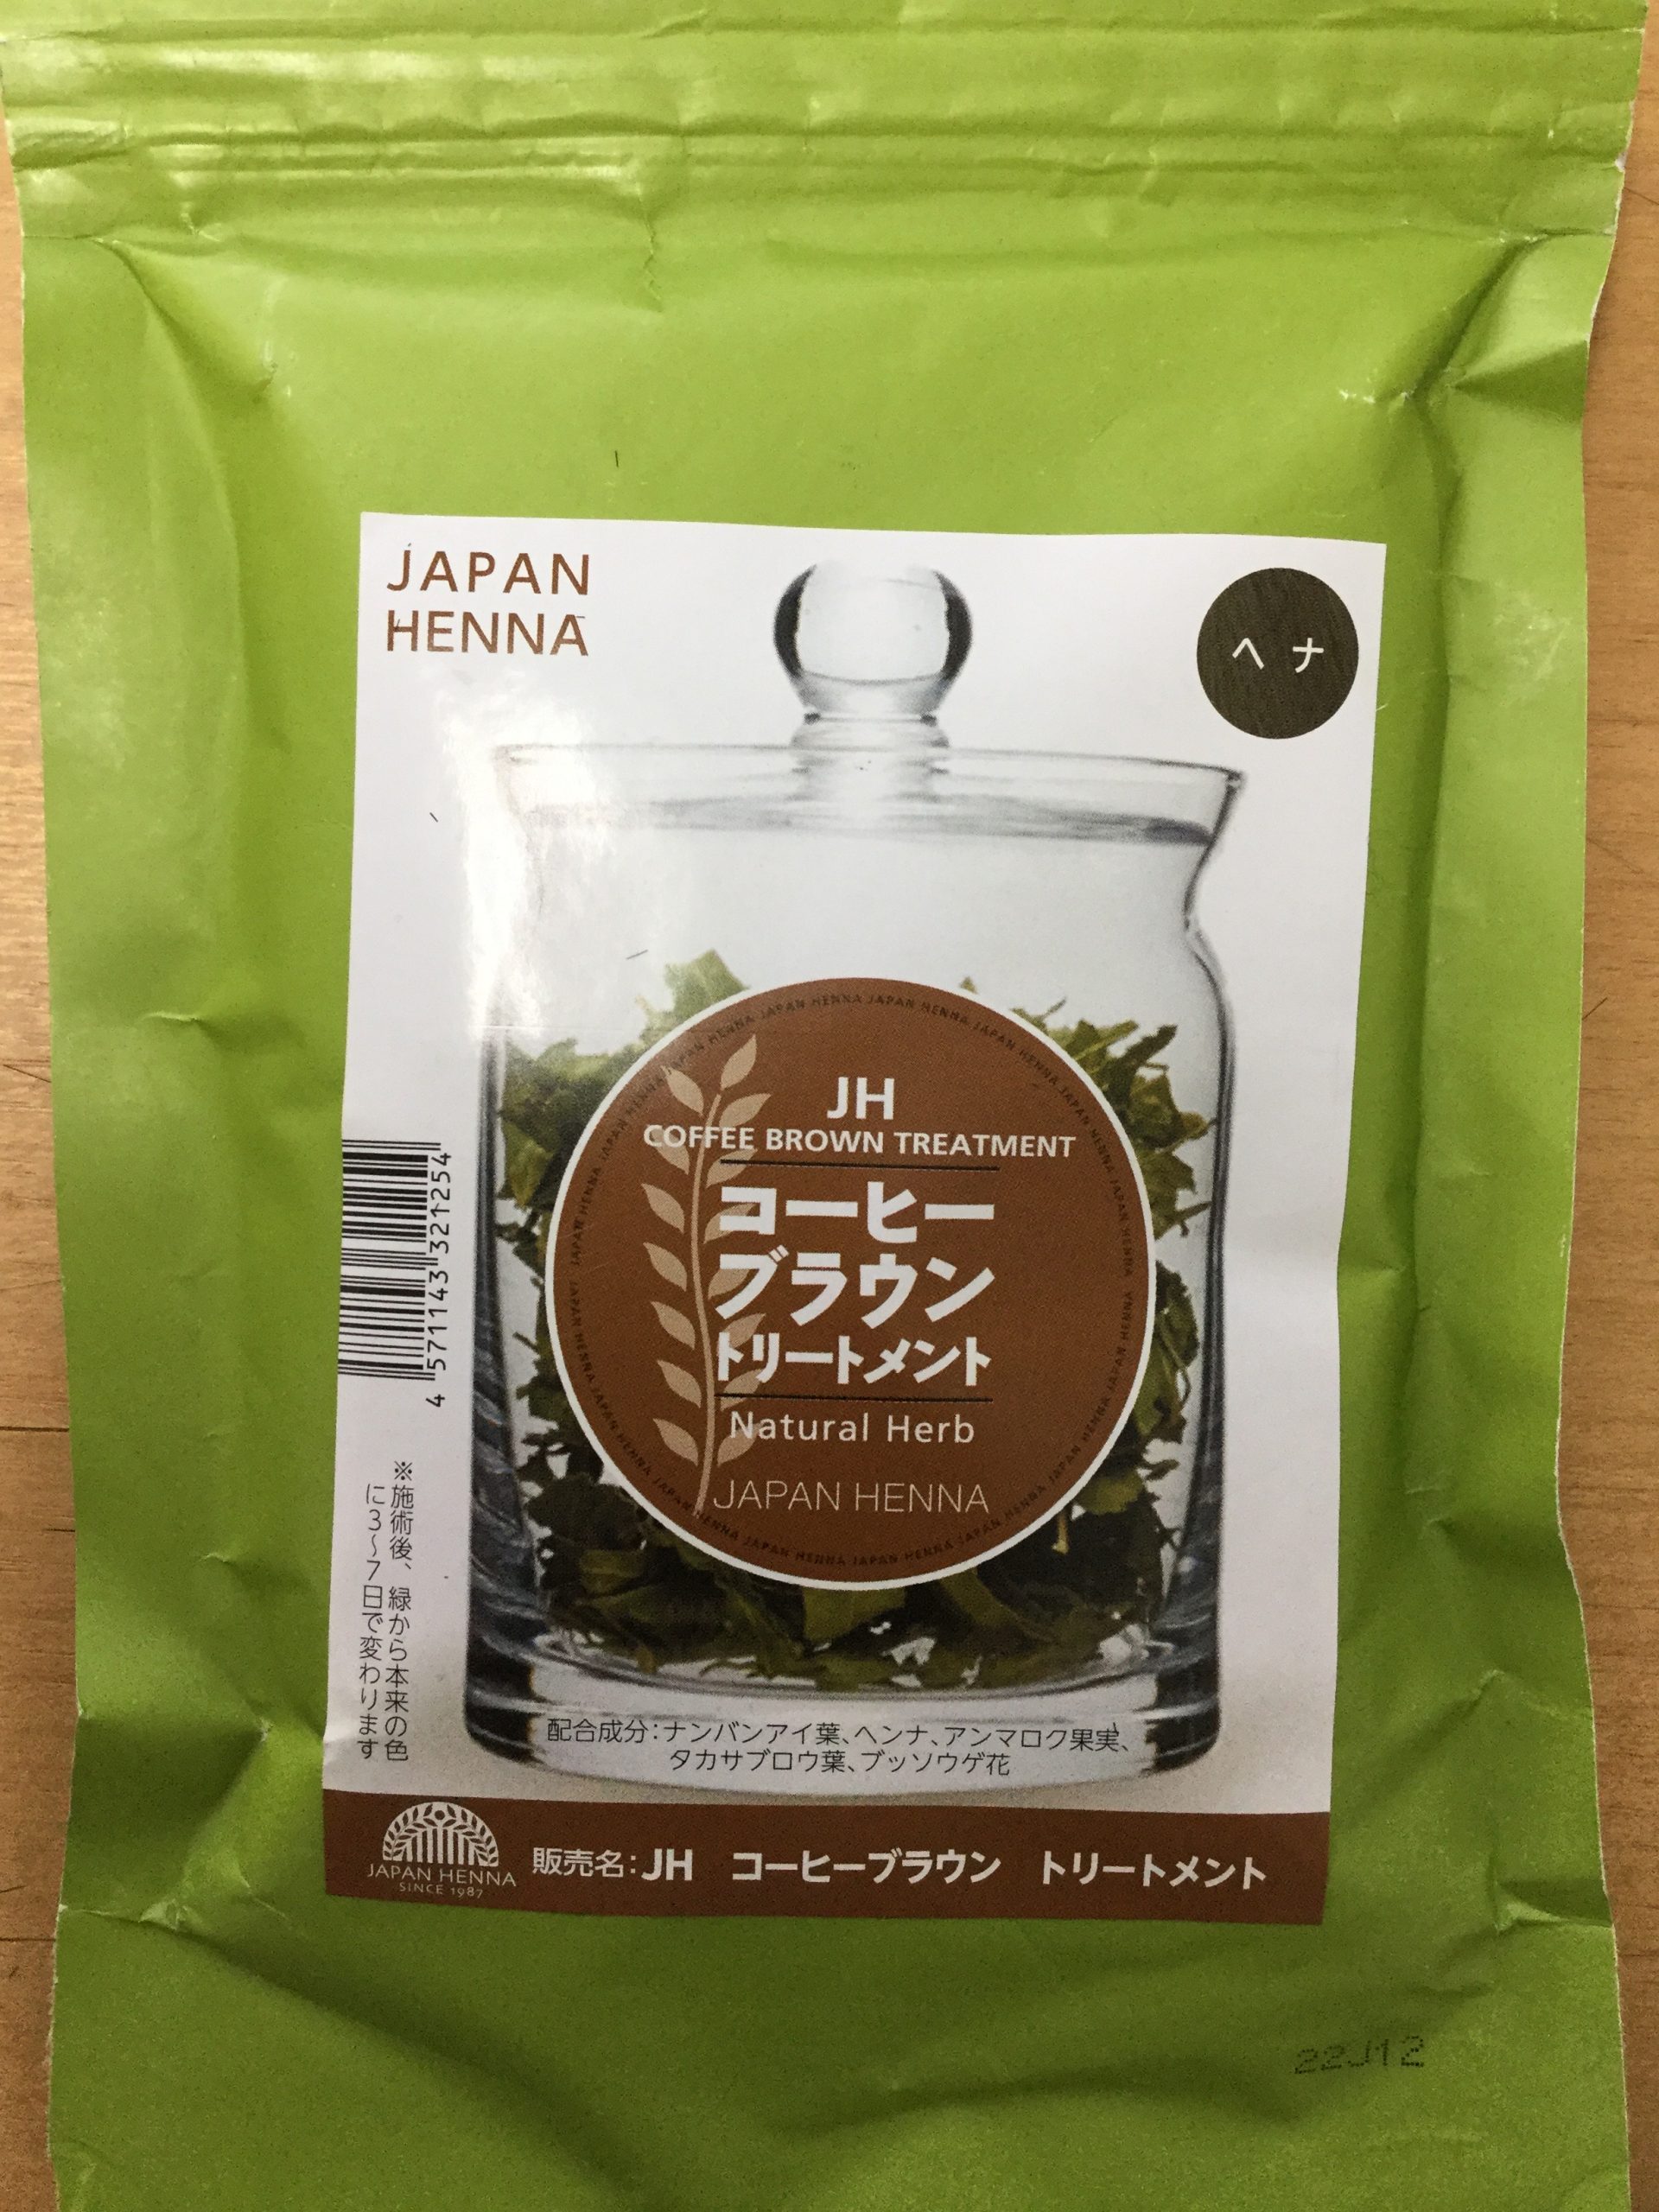 JAPAN
HENNA
ヘナ
JH
COFFEE BROWN TREATMENT
コーヒー
ブラウン
トリートメント
Natural Herb
JAPAN HENNA
4 571143 321254
※施術後、緑から本来の色
に3〜7日で変わります
配合成分：ナンバンアイ葉、ヘンナ、アンマロク果実、
タカサブロウ葉、ブッソウゲ花
JAPAN HENNA
SINCE 1987
販売名：JH コーヒーブラウン トリートメント
22J12